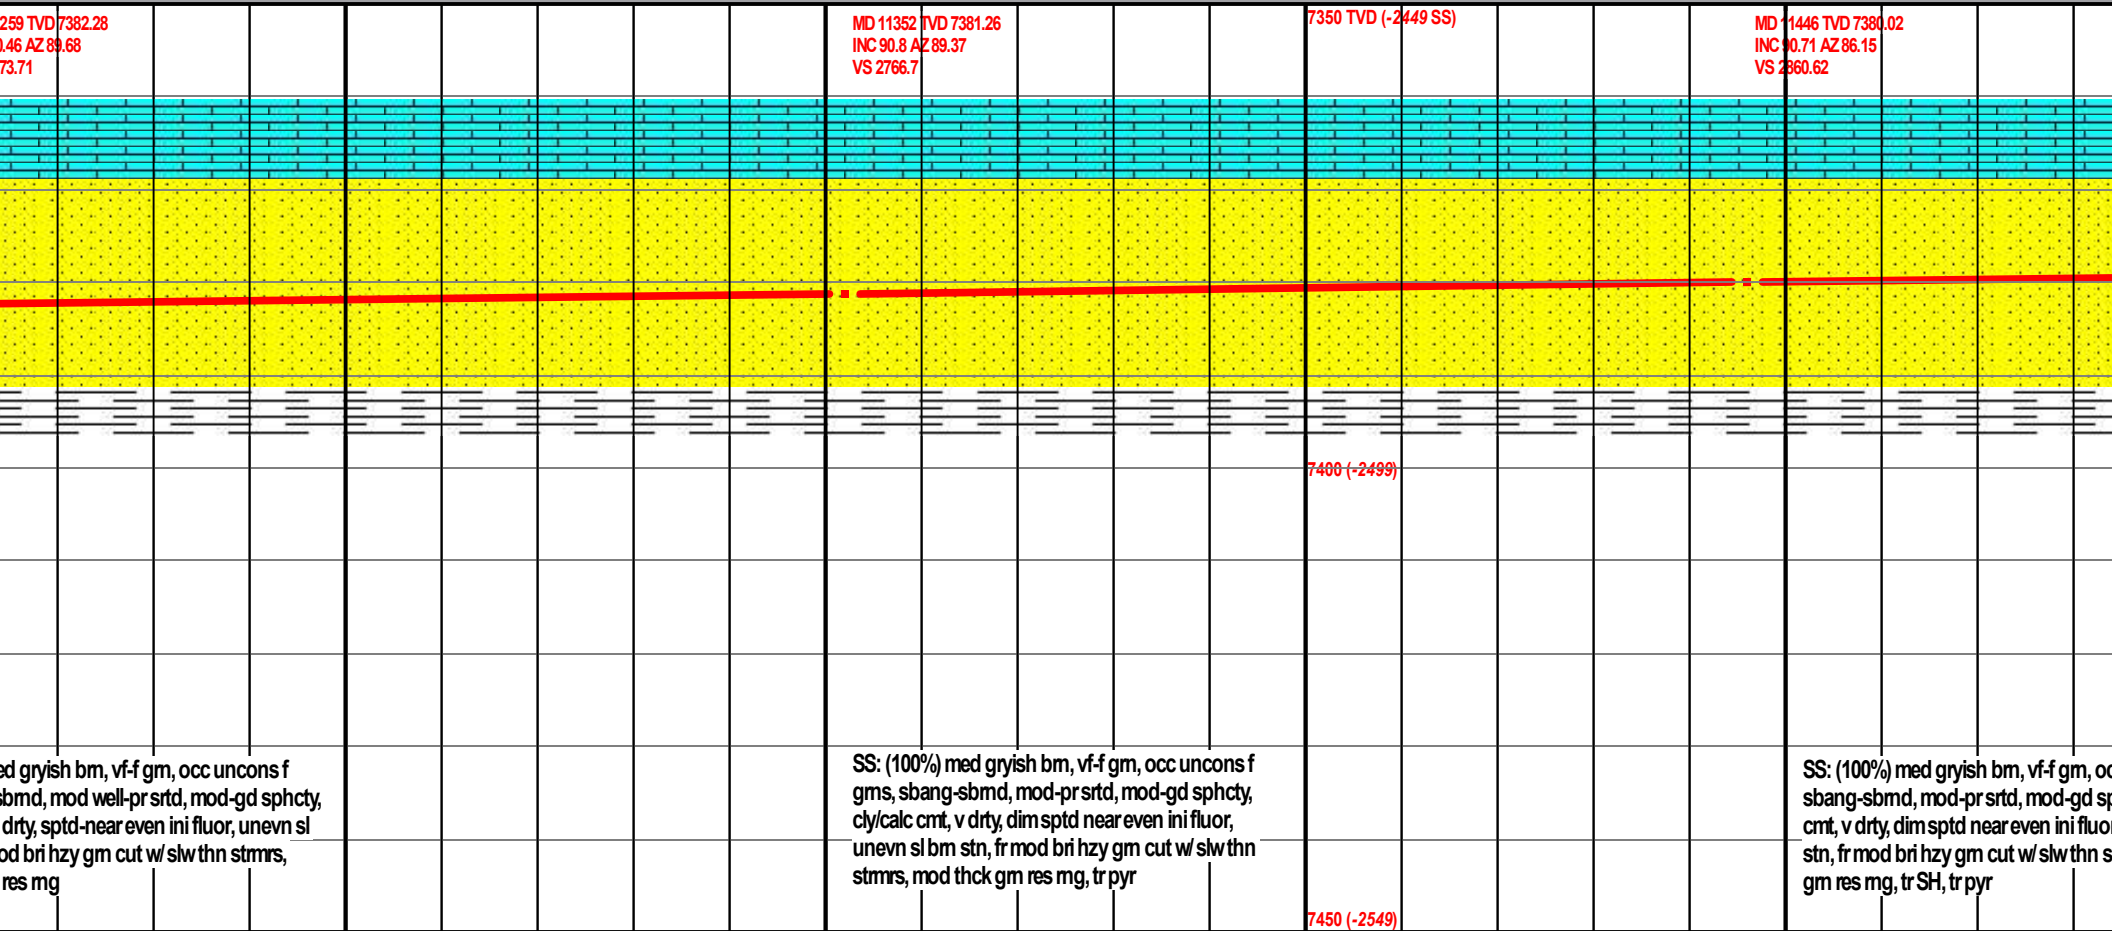 259 TVD 7382.28
0.46 AZ 89.68
73.71
MD 11352 TVD 7381.26
INC 90.8 AZ 89.37
VS 2766.7
7350 TVD (-2449 SS)
MD 11446 TVD 7380.02
INC 90.71 AZ 86.15
VS 2860.62
7400 (-2499)
ed gryish brn, vf-f grn, occ uncons f
sbrnd, mod well-pr srtd, mod-gd sphcty,
drty, sptd-near even ini fluor, unevn sl
od bri hzy grn cut w/ slw thn strmrs,
res rng
SS: (100%) med gryish brn, vf-f grn, occ uncons f
grns, sbang-sbrnd, mod-pr srtd, mod-gd sphcty,
cly/calc cmt, v drty, dim sptd near even ini fluor,
unevn sl brn stn, fr mod bri hzy grn cut w/ slw thn
strmrs, mod thck grn res rng, tr pyr
SS: (100%) med gryish brn, vf-f grn, oc
sbang-sbrnd, mod-pr srtd, mod-gd sp
cmt, v drty, dim sptd near even ini fluor
stn, fr mod bri hzy grn cut w/ slw thn s
grn res rng, tr SH, tr pyr
7450 (-2549)